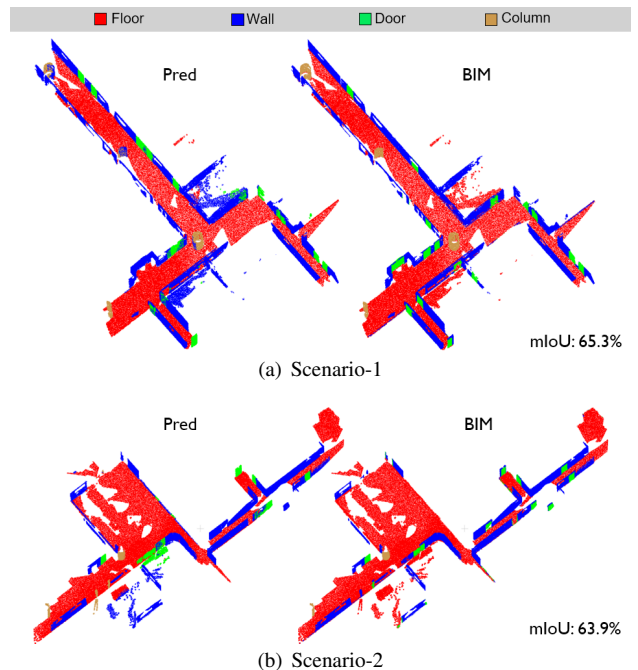 Floor Wall Door Column
Pred BIM
mIoU: 65.3%
(a) Scenario-1
Pred BIM
mIoU: 63.9%
(b) Scenario-2